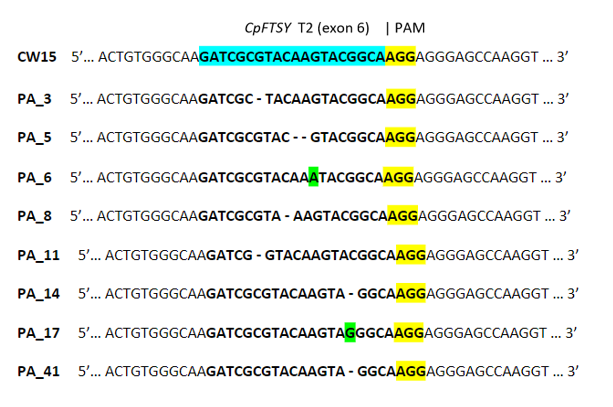 CpFTSY T2 (exon 6) | PAM
CW15 5’... ACTGTGGGCAAGATCGCGTACAAGTACGGCAAGGAGGGAGCCAAGGT ... 3’
PA_3 5’... ACTGTGGGCAAGATCGC - TACAAGTACGGCAAGGAGGGAGCCAAGGT ... 3’
PA_5 5’... ACTGTGGGCAAGATCGCGTAC - - GTACGGCAAGGAGGGAGCCAAGGT ... 3’
PA_6 5’... ACTGTGGGCAAGATCGCGTACAAATACGGCAAGGAGGGAGCCAAGGT ... 3’
PA_8 5’... ACTGTGGGCAAGATCGCGTA - AAGTACGGCAAGGAGGGAGCCAAGGT ... 3’
PA_11 5’... ACTGTGGGCAAGATCG - GTACAAGTACGGCAAGGAGGGAGCCAAGGT ... 3’
PA_14 5’... ACTGTGGGCAAGATCGCGTACAAGTA - GGCAAGGAGGGAGCCAAGGT ... 3’
PA_17 5’... ACTGTGGGCAAGATCGCGTACAAGTAGGGCAAGGAGGGAGCCAAGGT ... 3’
PA_41 5’... ACTGTGGGCAAGATCGCGTACAAGTA - GGCAAGGAGGGAGCCAAGGT ... 3’